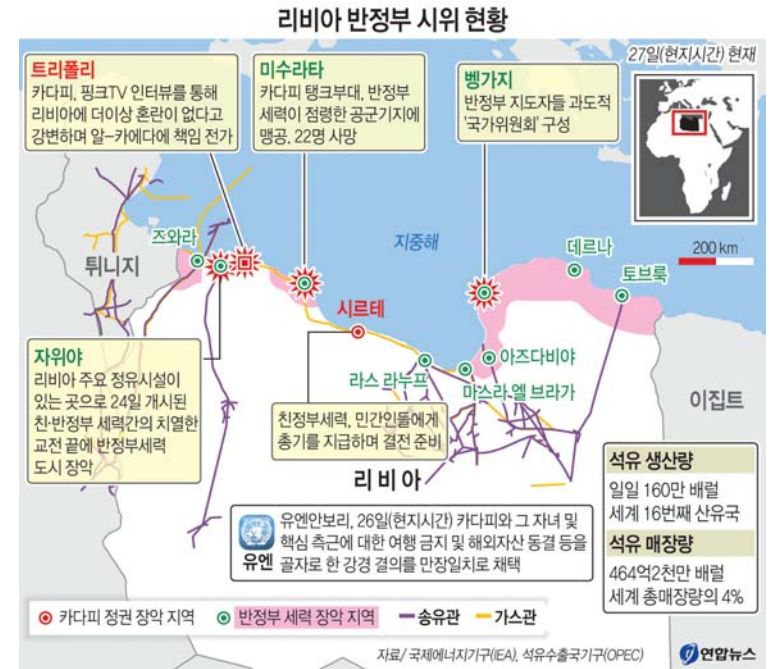 리비아 반정부 시위 현황
27일(현지시간) 현재
트리폴리
카다피, 핑크TV 인터뷰를 통해
리비아에 더이상 혼란이 없다고
강변하며 알-카에다에 책임 전가
미수라타
카다피 탱크부대, 반정부
세력이 점령한 공군기지에
맹공, 22명 사망
벵가지
반정부 지도자들 과도적
'국가위원회' 구성
지중해
200 km
즈와라
튀니지
데르나
토브룩
시르테
자위야
리비아 주요 정유시설이
있는 곳으로 24일 개시된
친·반정부 세력간의 치열한
교전 끝에 반정부세력
도시 장악
라스 라누프
아즈다비야
마스라 엘 브라가
이집트
친정부세력, 민간인들에게
총기를 지급하며 결전 준비
리비아
석유 생산량
일일 160만 배럴
세계 16번째 산유국
석유 매장량
464억2천만 배럴
세계 총매장량의 4%
유엔
유엔안보리, 26일(현지시간) 카다피와 그 자녀 및
핵심 측근에 대한 여행 금지 및 해외자산 동결 등을
골자로 한 강경 결의를 만장일치로 채택
카다피 정권 장악 지역
반정부 세력 장악 지역
송유관
가스관
자료/ 국제에너지기구(IEA), 석유수출국기구(OPEC)
연합뉴스